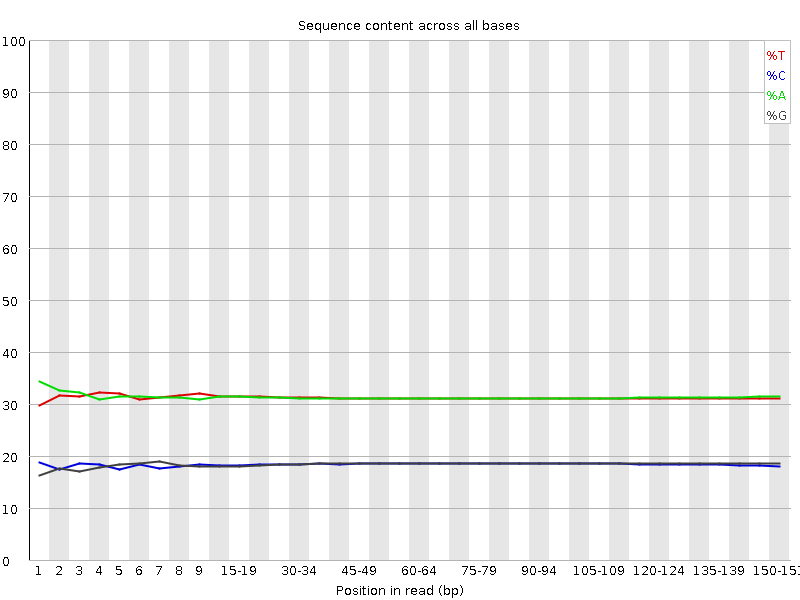 Sequence content across all bases
100
90
80
70
60
50
40
30
20
10
0
%T
%C
%A
%G
1 2 3 4 5 6 7 8 9 15-19 30-34 45-49 60-64 75-79 90-94 105-109 120-124 135-139 150-151
Position in read (bp)